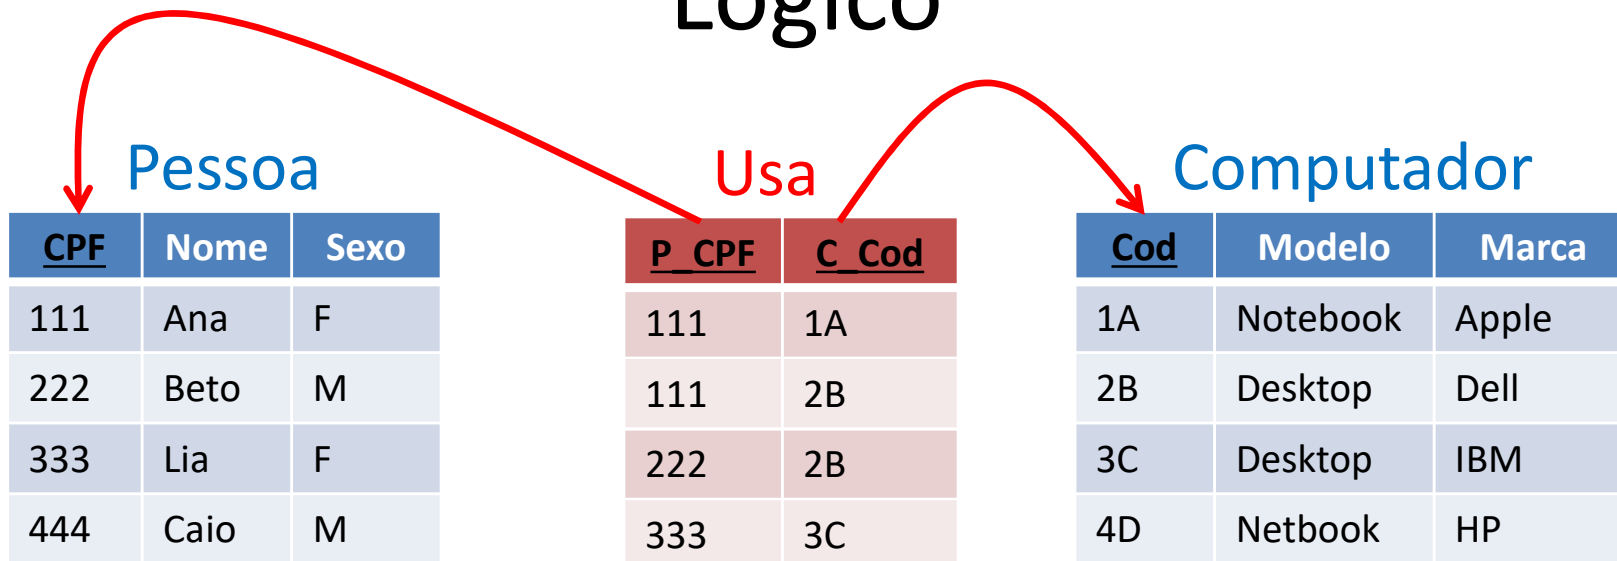 Lógico
Pessoa
CPF Nome Sexo
111 Ana F
222 Beto M
333 Lia F
444 Caio M
Usa
P_CPF C_Cod
111 1A
111 2B
222 2B
333 3C
Computador
Cod Modelo Marca
1A Notebook Apple
2B Desktop Dell
3C Desktop IBM
4D Netbook HP